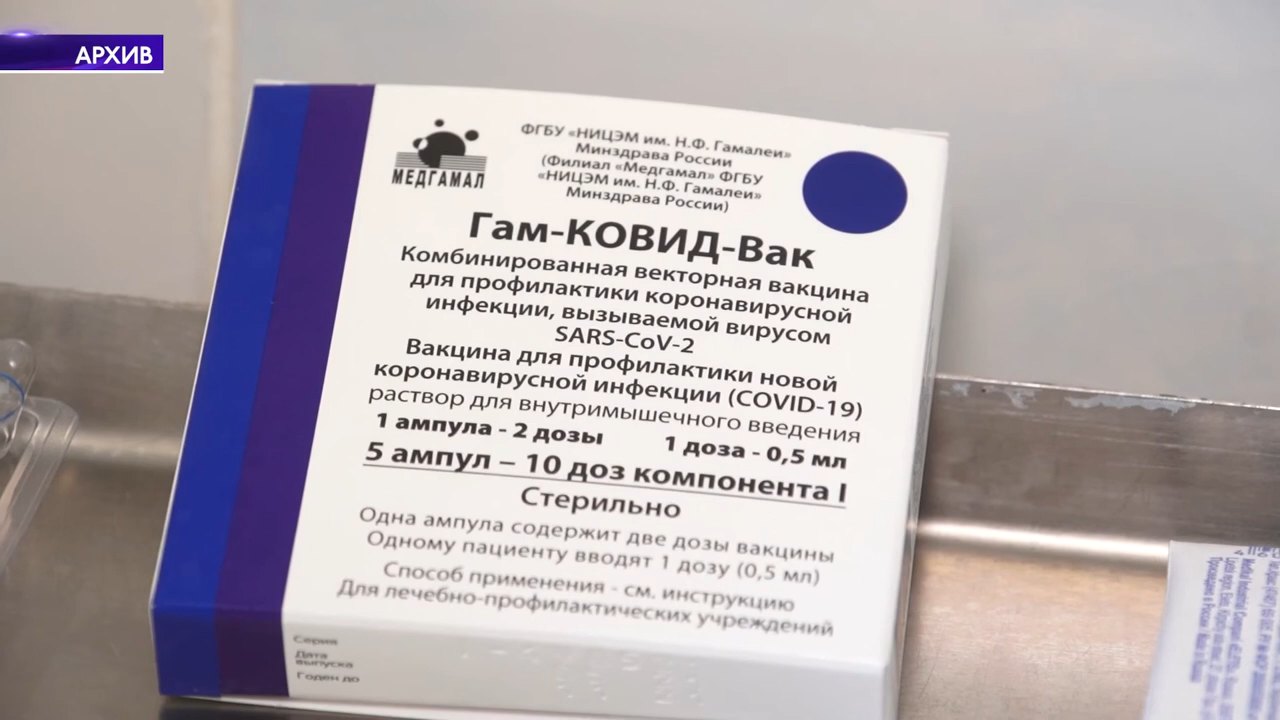 АРХИВ
МЕДГАМАЛ
ФГБУ «НИЦЭМ им. Н.Ф. Гамалеи»
Минздрава России
(Филиал «Медгамал» ФГБУ
«НИЦЭМ им. Н.Ф. Гамалеи»
Минздрава России)
Гам-КОВИД-Вак
Комбинированная векторная вакцина
для профилактики коронавирусной
инфекции, вызываемой вирусом
SARS-CoV-2
Вакцина для профилактики новой
коронавирусной инфекции (COVID-19)
раствор для внутримышечного введения
1 ампула - 2 дозы 1 доза - 0,5 мл
5 ампул – 10 доз компонента I
Стерильно
Одна ампула содержит две дозы вакцины
Одному пациенту вводят 1 дозу (0,5 мл)
Способ применения - см. инструкцию
Для лечебно-профилактических учреждений
Серия
Дата
выпуска
Годен до